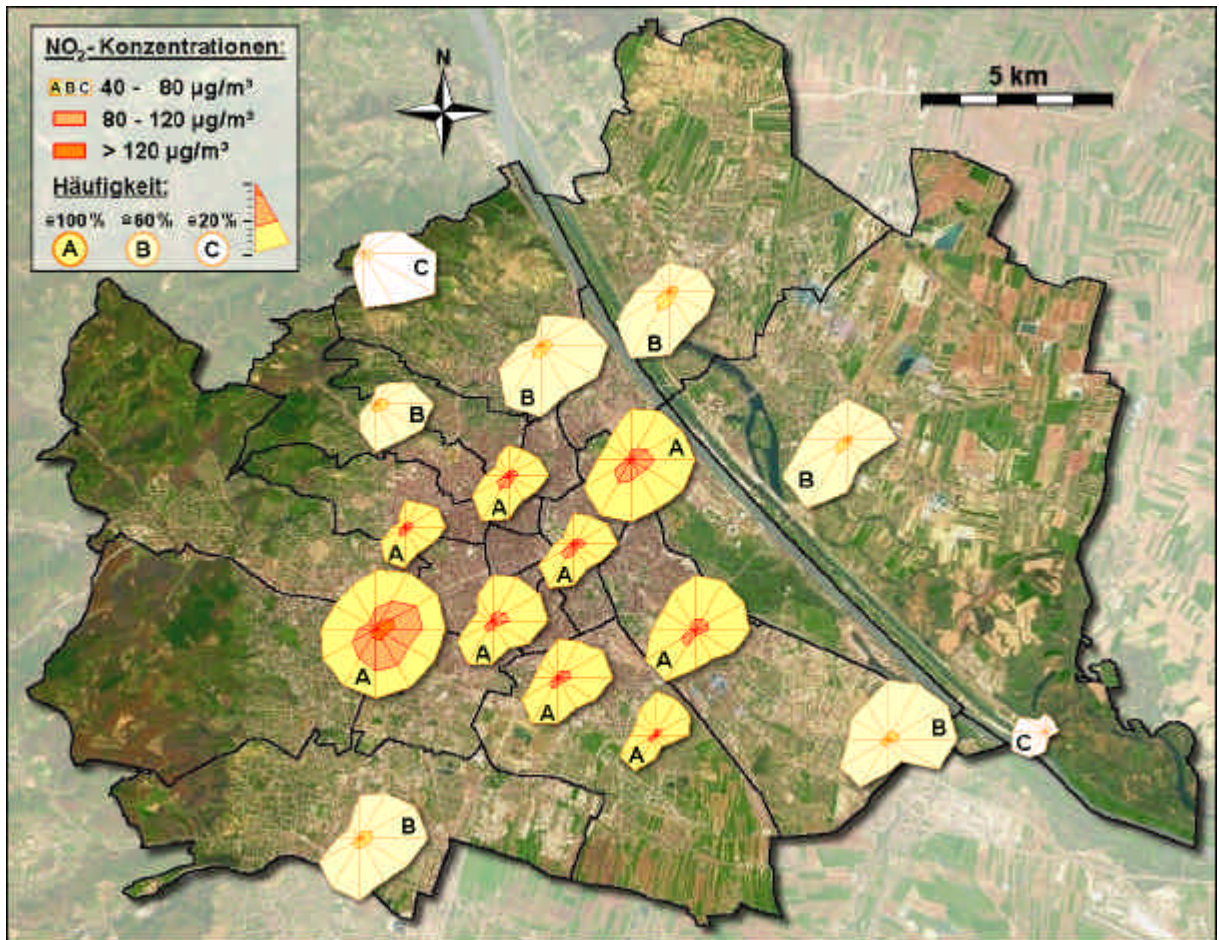 NO₂- Konzentrationen:
A B C 40 - 80 µg/m³
80 - 120 µg/m³
> 120 µg/m³
Häufigkeit:
≙100% ≙60% ≙20%
A B C
N
5 km
C
B
B
B
A
A
B
A
A
A
A
A
A
A
B
C
A
B